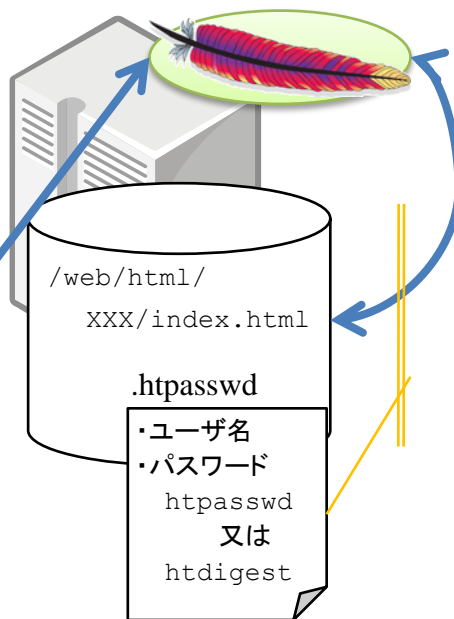 /web/html/
XXX/index.html
.htpasswd
・ユーザ名
・パスワード
htpasswd
又は
htdigest